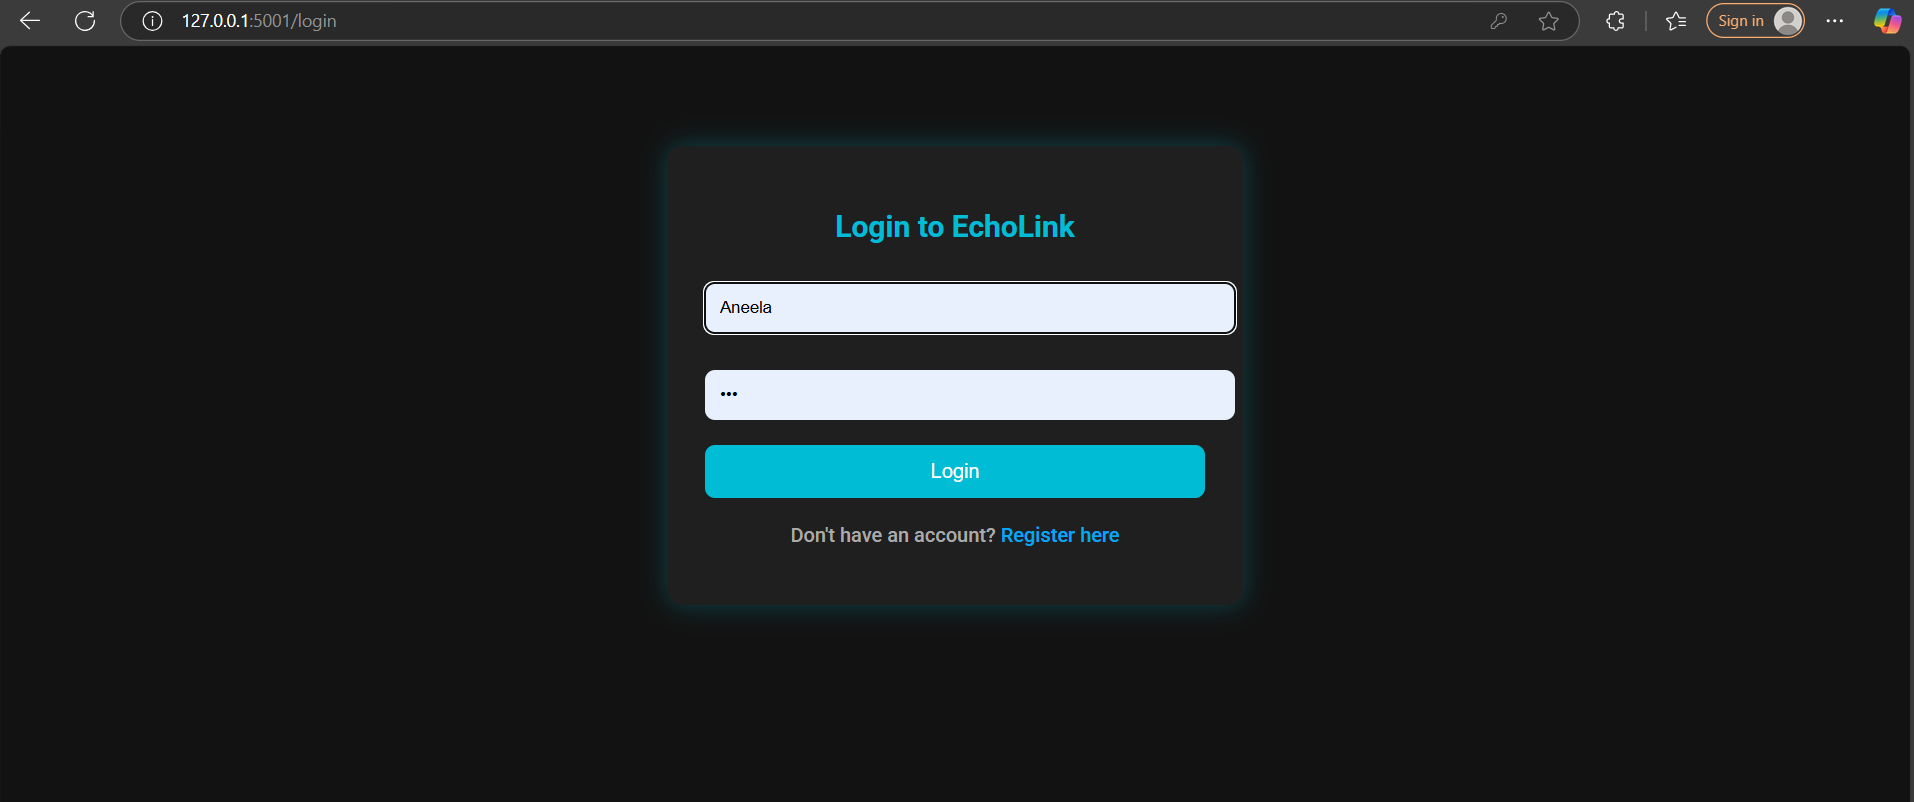 127.0.0.1:5001/login
Sign in
Login to EchoLink
Aneela
•••
Login
Don't have an account? Register here